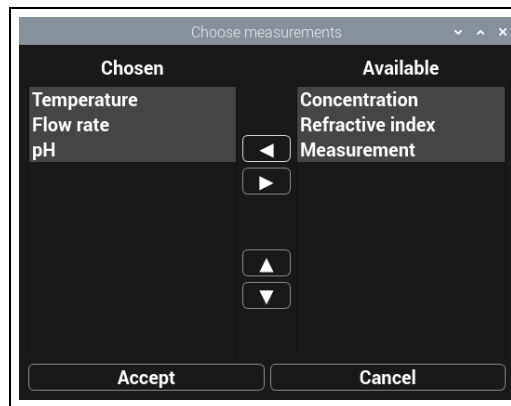 Choose measurements
Chosen
Available
Temperature
Flow rate
pH
Concentration
Refractive index
Measurement
Accept
Cancel